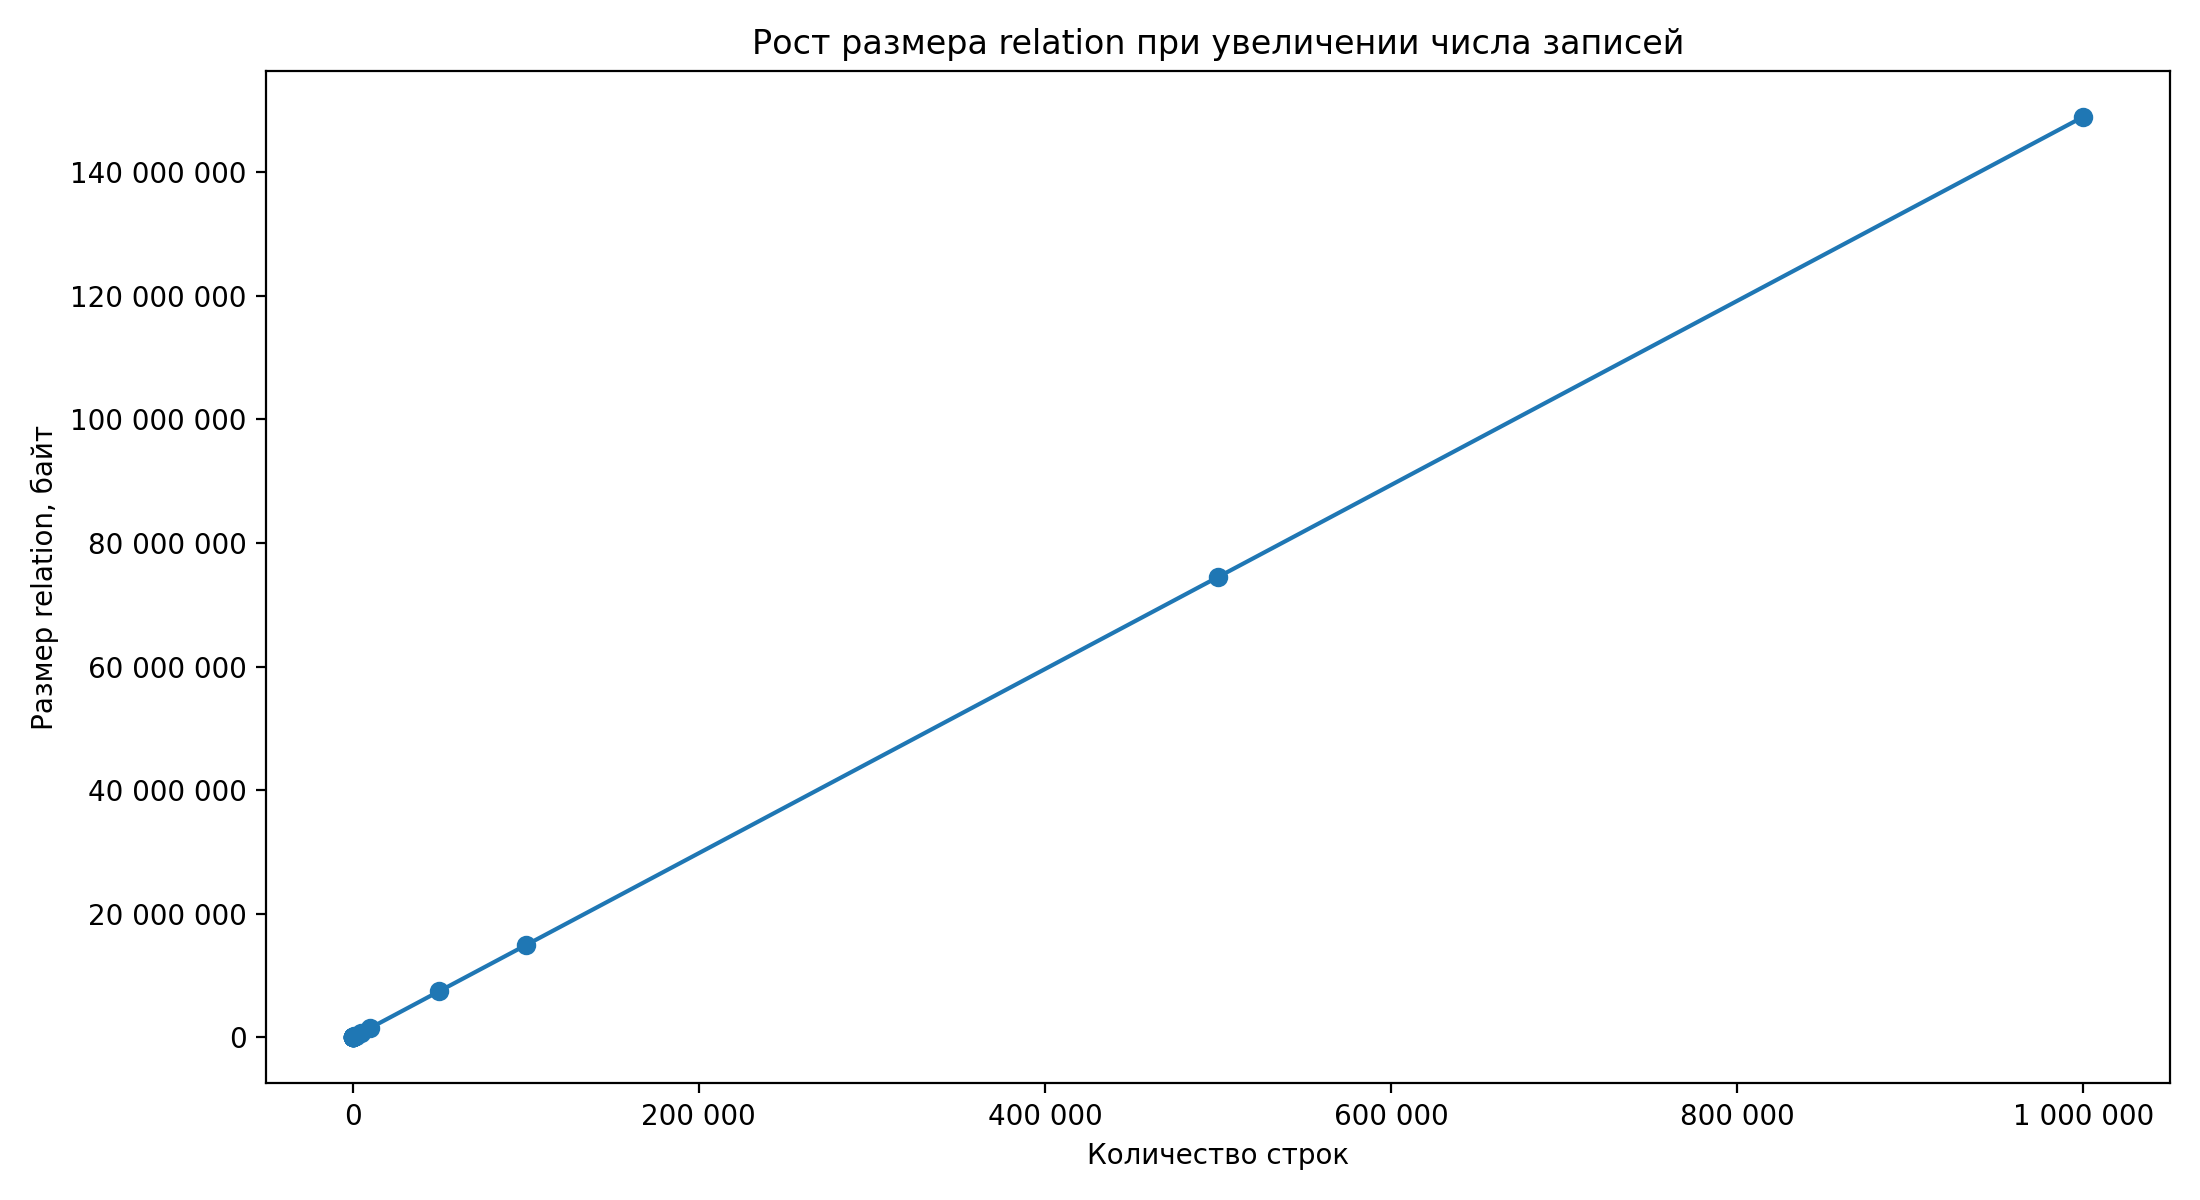 Рост размера relation при увеличении числа записей
Размер relation, байт
140 000 000
120 000 000
100 000 000
80 000 000
60 000 000
40 000 000
20 000 000
0
0 200 000 400 000 600 000 800 000 1 000 000
Количество строк